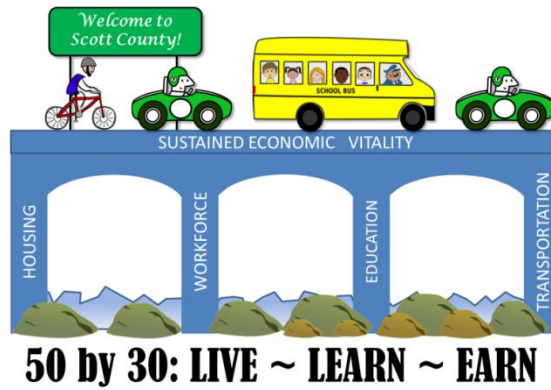 Welcome to
Scott County!
SCHOOL BUS
SUSTAINED ECONOMIC VITALITY
HOUSING
WORKFORCE
EDUCATION
TRANSPORTATION
50 by 30: LIVE ~ LEARN ~ EARN